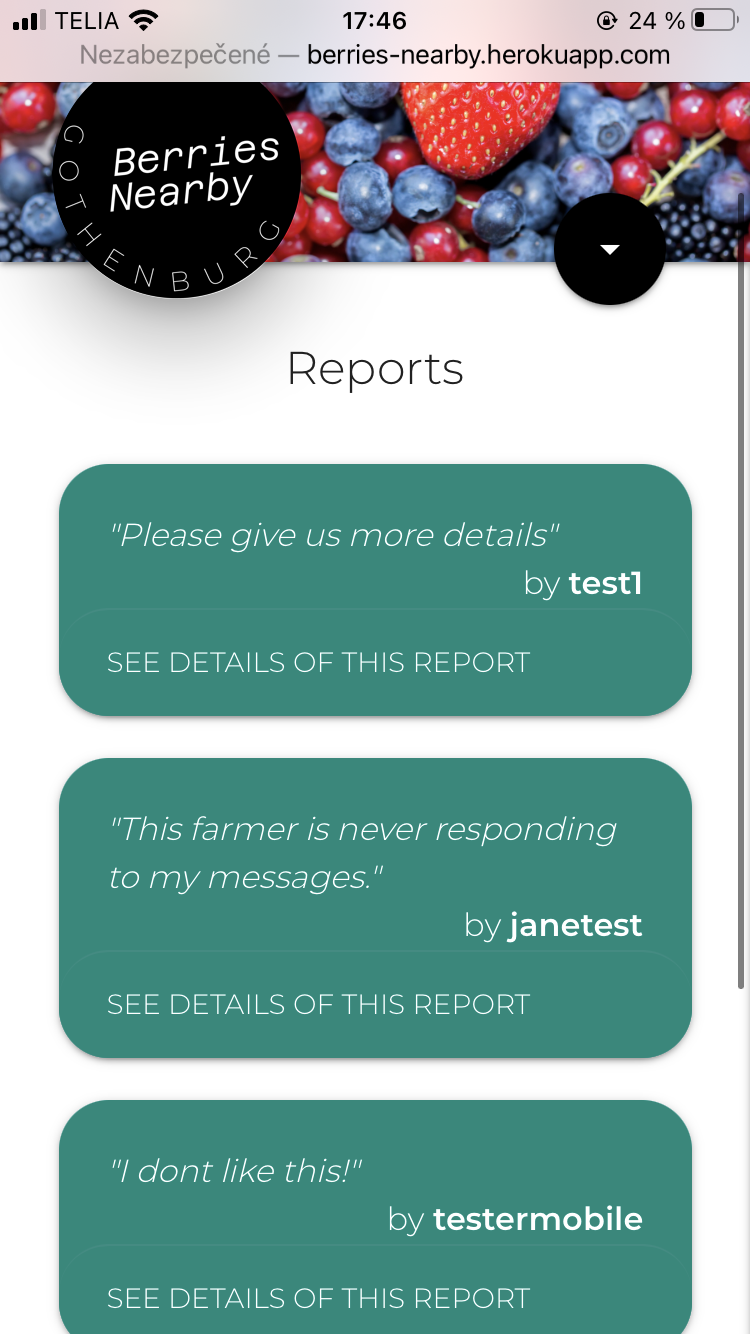 TELIA 17:46 24 %
Nezabezpečené — berries-nearby.herokuapp.com
Berries
Nearby
GOTHENBURG
Reports
"Please give us more details"
by test1
SEE DETAILS OF THIS REPORT
"This farmer is never responding
to my messages."
by janetest
SEE DETAILS OF THIS REPORT
"I dont like this!"
by testermobile
SEE DETAILS OF THIS REPORT